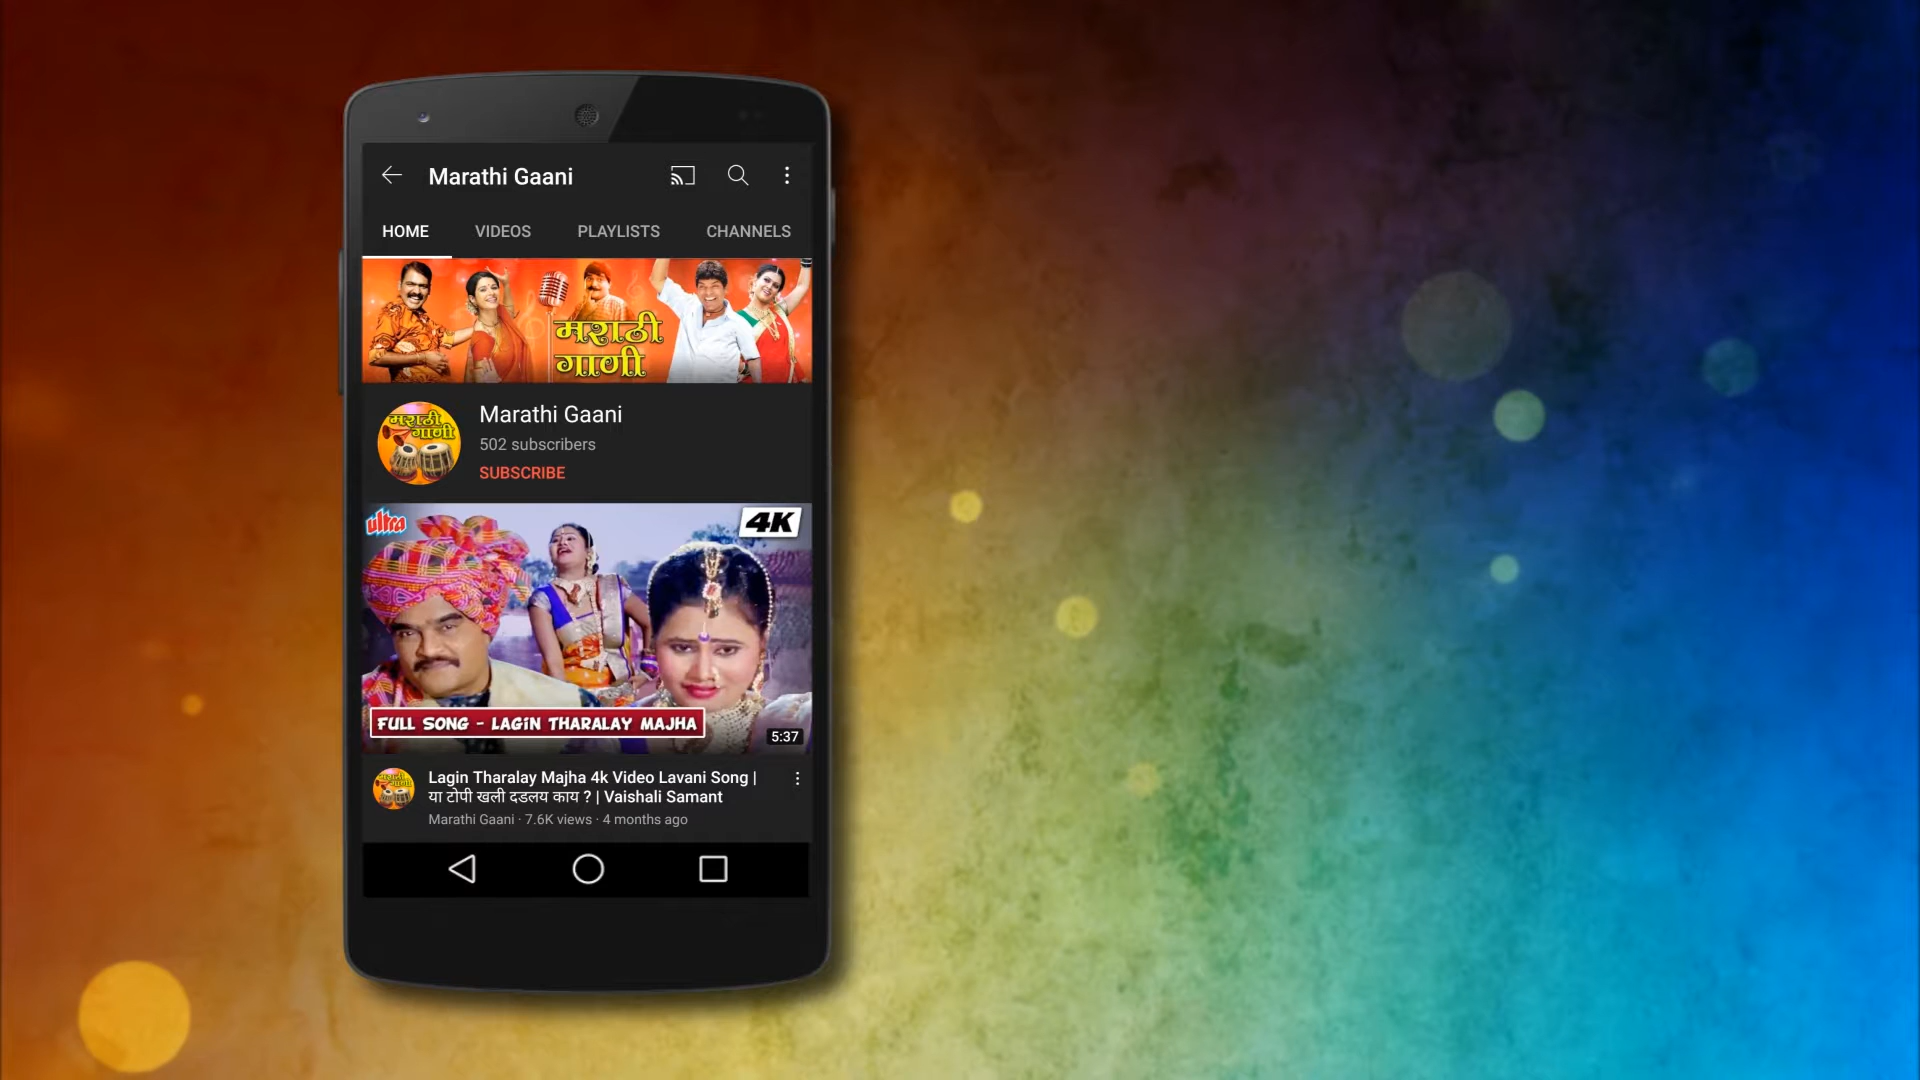 Marathi Gaani
HOME VIDEOS PLAYLISTS CHANNELS
मराठी
गाणी
मराठी
गाणी
Marathi Gaani
502 subscribers
SUBSCRIBE
ultra
4K
FULL SONG - LAGIN THARALAY MAJHA
5:37
मराठी
गाणी
Lagin Tharalay Majha 4k Video Lavani Song |
या टोपी खली दडलय काय ? | Vaishali Samant
Marathi Gaani · 7.6K views · 4 months ago